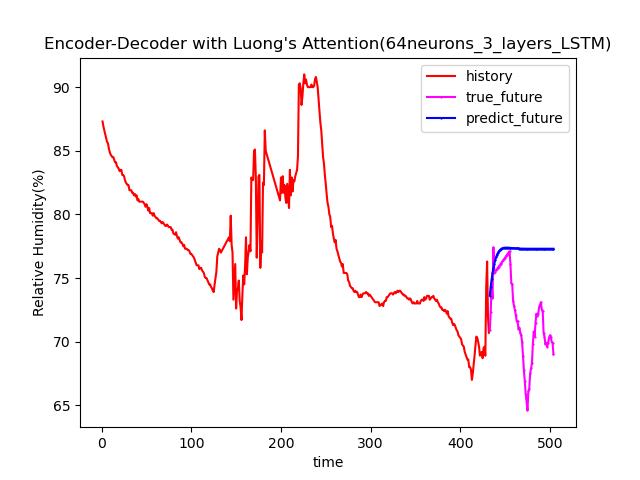 Encoder-Decoder with Luong's Attention(64neurons_3_layers_LSTM)
history
true_future
predict_future
Relative Humidity(%)
90
85
80
75
70
65
0 100 200 300 400 500
time